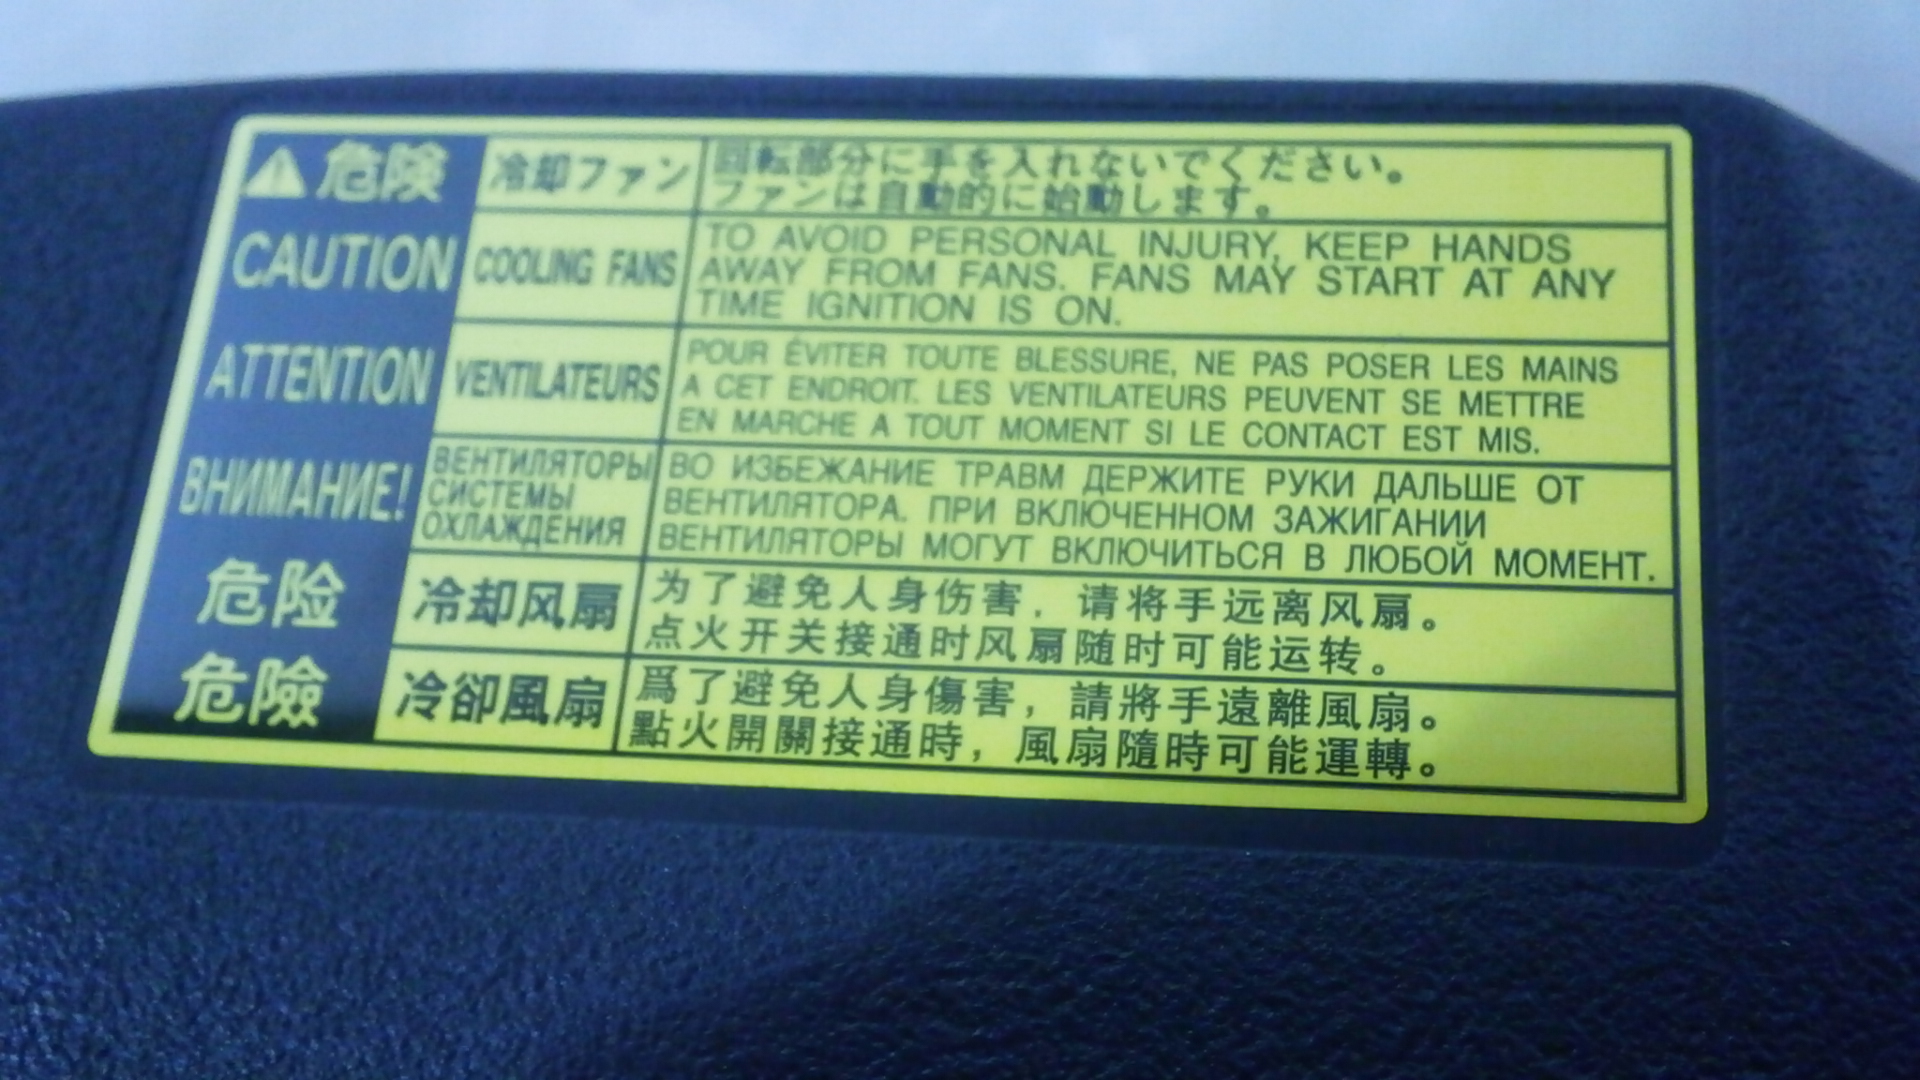 ⚠危険
冷却ファン
回転部分に手を入れないでください。
ファンは自動的に始動します。
CAUTION
COOLING FANS
TO AVOID PERSONAL INJURY, KEEP HANDS
AWAY FROM FANS. FANS MAY START AT ANY
TIME IGNITION IS ON.
ATTENTION
VENTILATEURS
POUR ÉVITER TOUTE BLESSURE, NE PAS POSER LES MAINS
A CET ENDROIT. LES VENTILATEURS PEUVENT SE METTRE
EN MARCHE A TOUT MOMENT SI LE CONTACT EST MIS.
ВНИМАНИЕ!
ВЕНТИЛЯТОРЫ
СИСТЕМЫ
ОХЛАЖДЕНИЯ
ВО ИЗБЕЖАНИЕ ТРАВМ ДЕРЖИТЕ РУКИ ДАЛЬШЕ ОТ
ВЕНТИЛЯТОРА. ПРИ ВКЛЮЧЕННОМ ЗАЖИГАНИИ
ВЕНТИЛЯТОРЫ МОГУТ ВКЛЮЧИТЬСЯ В ЛЮБОЙ МОМЕНТ.
危险
冷却风扇
为了避免人身伤害，请将手远离风扇。
点火开关接通时风扇随时可能运转。
危險
冷卻風扇
爲了避免人身傷害，請將手遠離風扇。
點火開關接通時，風扇隨時可能運轉。